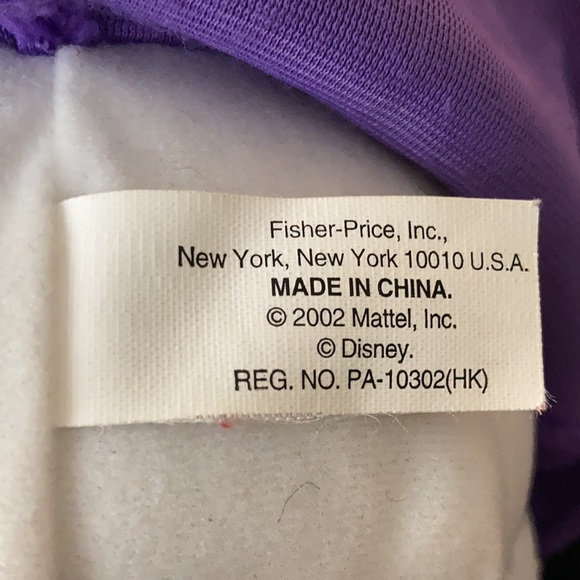 Fisher-Price, Inc.,
New York, New York 10010 U.S.A.
MADE IN CHINA.
© 2002 Mattel, Inc.
© Disney.
REG. NO. PA-10302(HK)